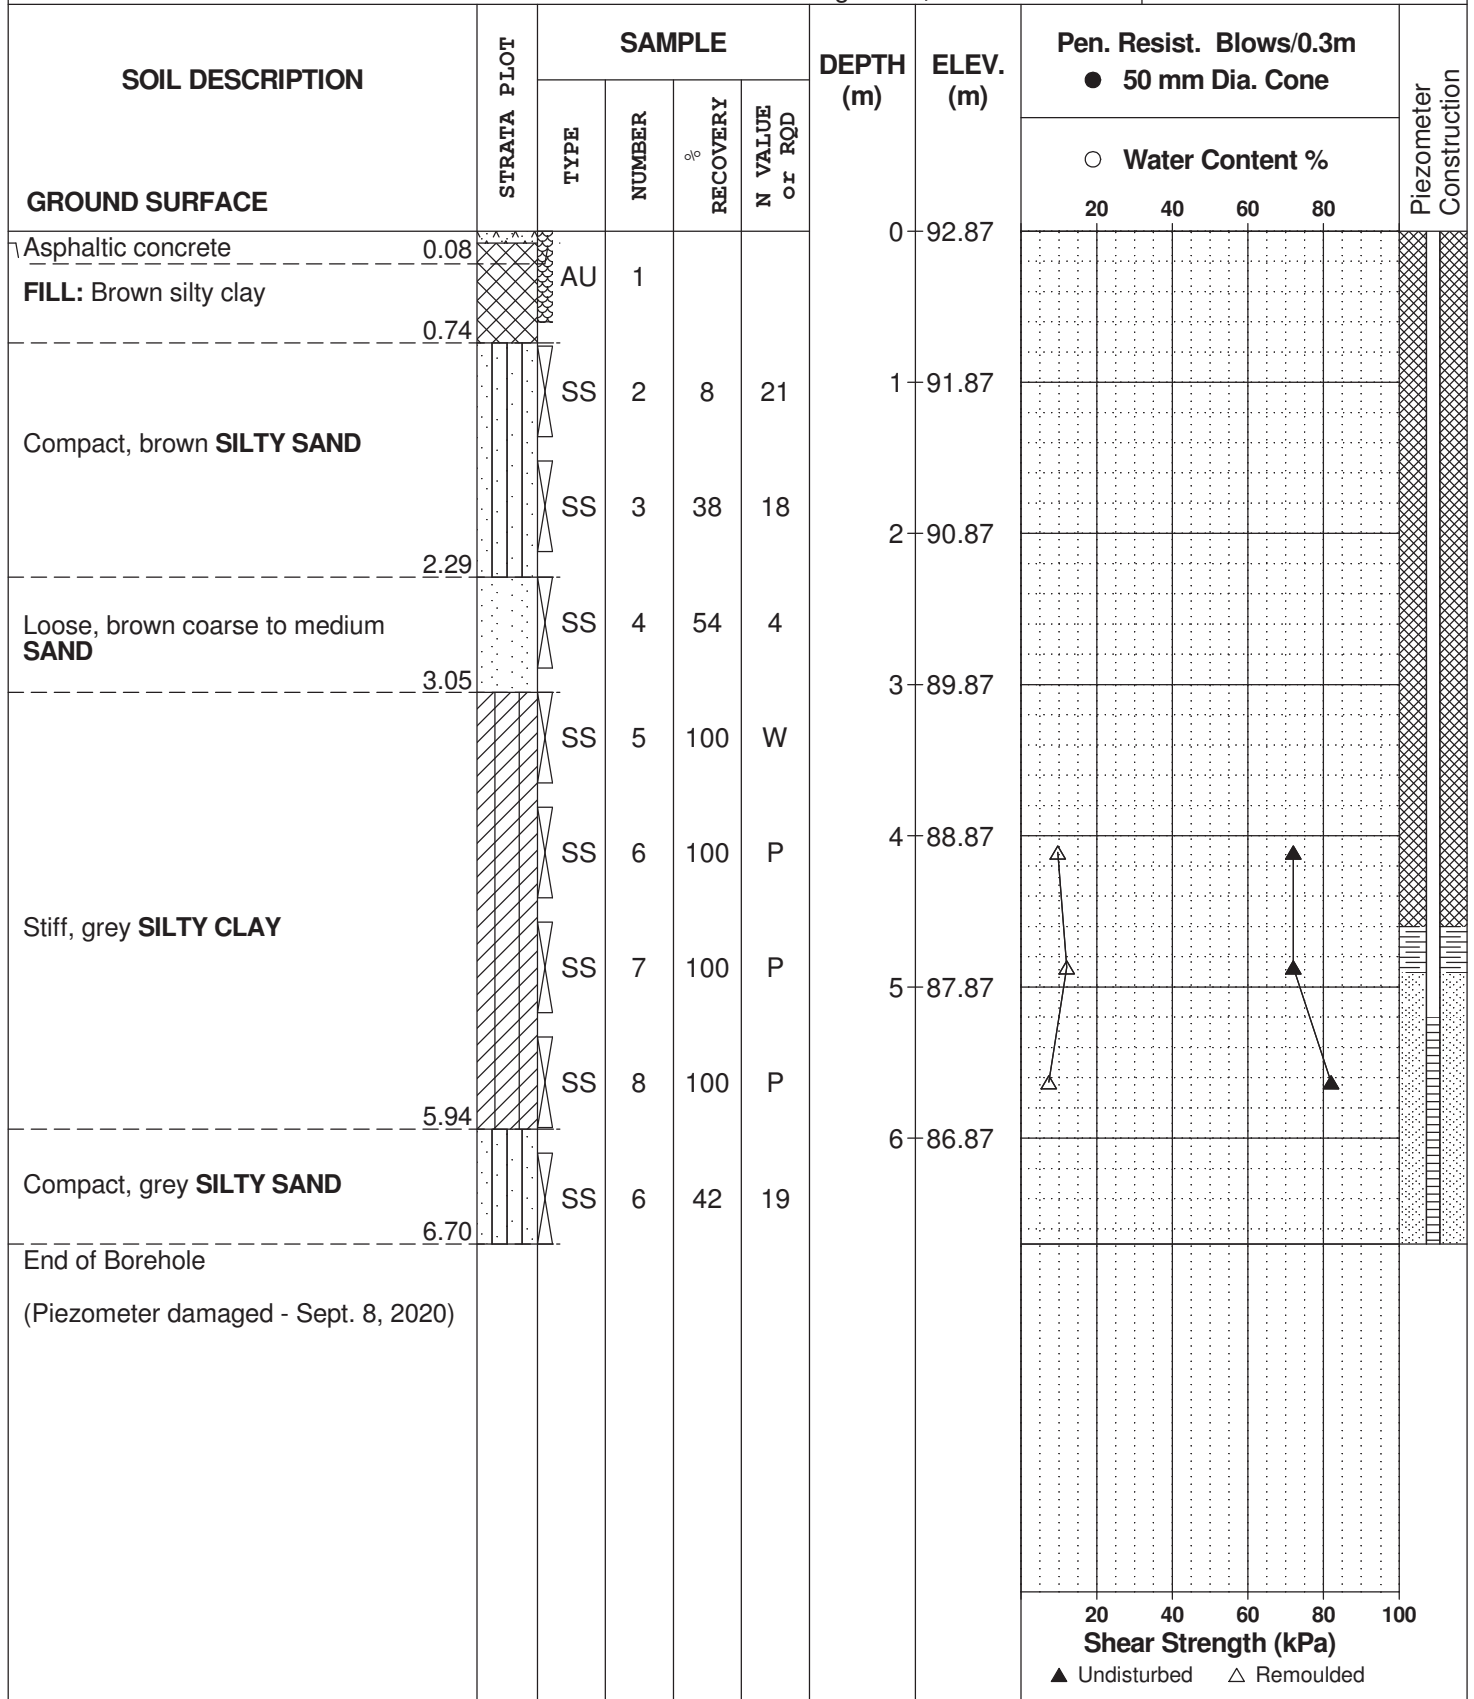 SOIL DESCRIPTION
GROUND SURFACE
STRATA PLOT
SAMPLE
TYPE
NUMBER
%
RECOVERY
N VALUE
or RQD
DEPTH
(m)
ELEV.
(m)
Pen. Resist. Blows/0.3m
● 50 mm Dia. Cone
○ Water Content %
20 40 60 80
Piezometer
Construction
0 92.87
Asphaltic concrete 0.08
AU 1
FILL: Brown silty clay
0.74
1 91.87
SS 2 8 21
Compact, brown SILTY SAND
SS 3 38 18
2 90.87
2.29
SS 4 54 4
Loose, brown coarse to medium
SAND
3.05
3 89.87
SS 5 100 W
4 88.87
SS 6 100 P
Stiff, grey SILTY CLAY
SS 7 100 P
5 87.87
SS 8 100 P
5.94
6 86.87
Compact, grey SILTY SAND
SS 6 42 19
6.70
End of Borehole
(Piezometer damaged - Sept. 8, 2020)
20 40 60 80 100
Shear Strength (kPa)
▲ Undisturbed △ Remoulded